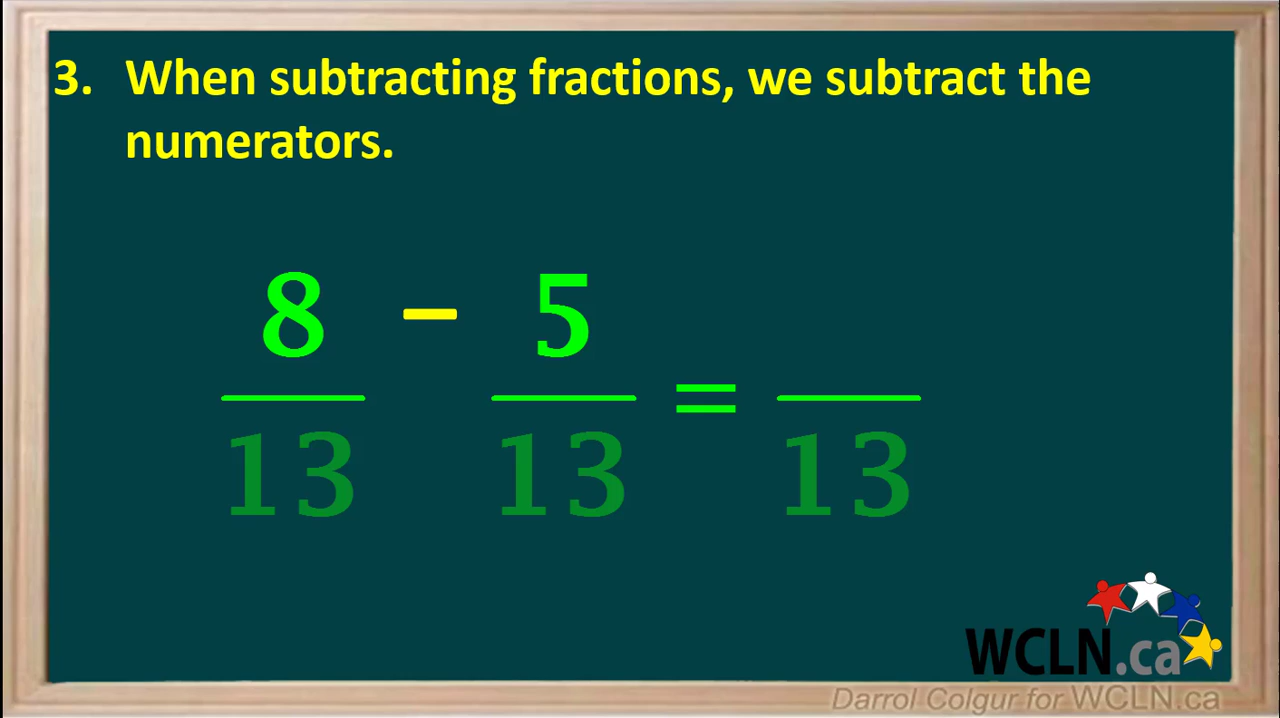 3. When subtracting fractions, we subtract the
numerators.
8 - 5
13 13 = 13
WCLN.ca
Darrol Colgur for WCLN.ca